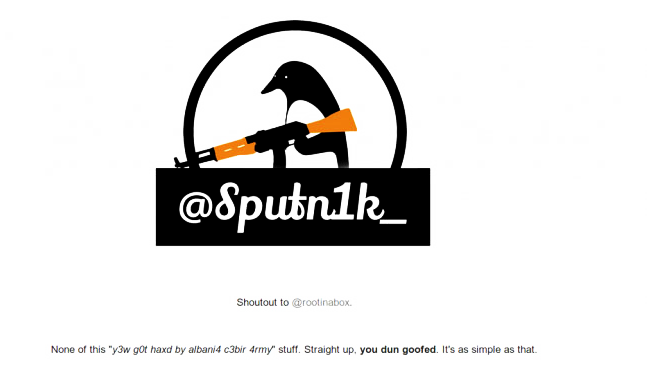 @Sputn1k_
Shoutout to @rootinabox.
None of this "y3w g0t haxd by albani4 c3bir 4rmy" stuff. Straight up, you dun goofed. It's as simple as that.